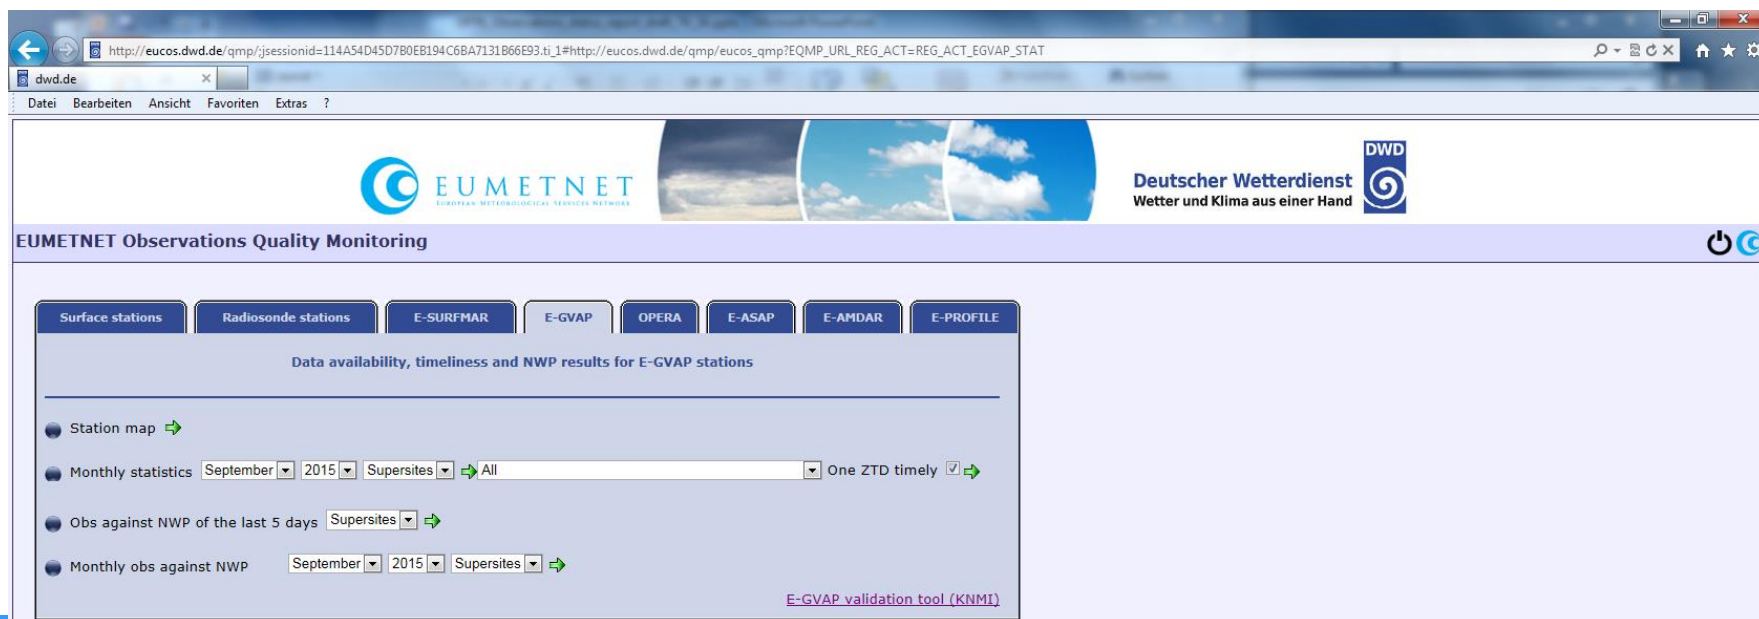 http://eucos.dwd.de/qmp/;jsessionid=114A54D45D7B0EB194C6BA7131B66E93.ti_1#http://eucos.dwd.de/qmp/eucos_qmp?EQMP_URL_REG_ACT=REG_ACT_EGVAP_STAT
dwd.de
Datei Bearbeiten Ansicht Favoriten Extras ?
EUMETNET
EUROPEAN METEOROLOGICAL SERVICES NETWORK
DWD
Deutscher Wetterdienst
Wetter und Klima aus einer Hand
EUMETNET Observations Quality Monitoring
Surface stations Radiosonde stations E-SURFMAR E-GVAP OPERA E-ASAP E-AMDAR E-PROFILE
Data availability, timeliness and NWP results for E-GVAP stations
Station map
Monthly statistics September 2015 Supersites All One ZTD timely
Obs against NWP of the last 5 days Supersites
Monthly obs against NWP September 2015 Supersites
E-GVAP validation tool (KNMI)